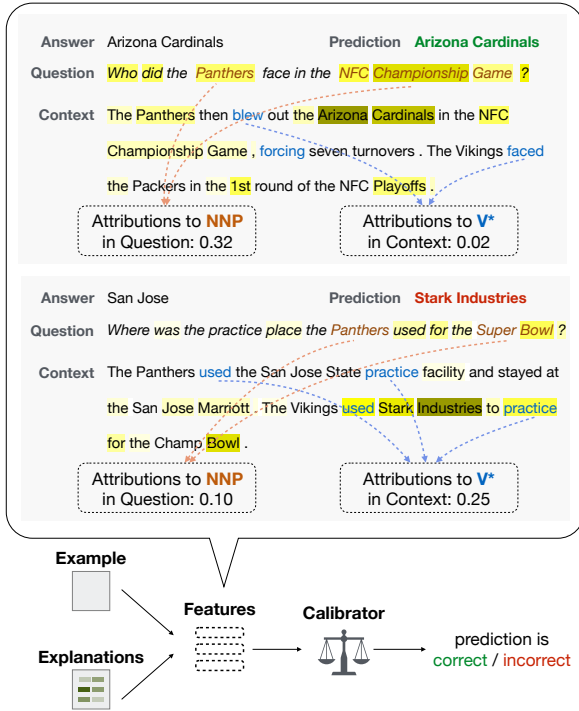 Answer Arizona Cardinals Prediction Arizona Cardinals
Question Who did the Panthers face in the NFC Championship Game ?
Context The Panthers then blew out the Arizona Cardinals in the NFC
Championship Game , forcing seven turnovers . The Vikings faced
the Packers in the 1st round of the NFC Playoffs .
Attributions to NNP
in Question: 0.32
Attributions to V*
in Context: 0.02
Answer San Jose Prediction Stark Industries
Question Where was the practice place the Panthers used for the Super Bowl ?
Context The Panthers used the San Jose State practice facility and stayed at
the San Jose Marriott . The Vikings used Stark Industries to practice
for the Champ Bowl .
Attributions to NNP
in Question: 0.10
Attributions to V*
in Context: 0.25
Example
Features
Calibrator
Explanations
prediction is
correct / incorrect